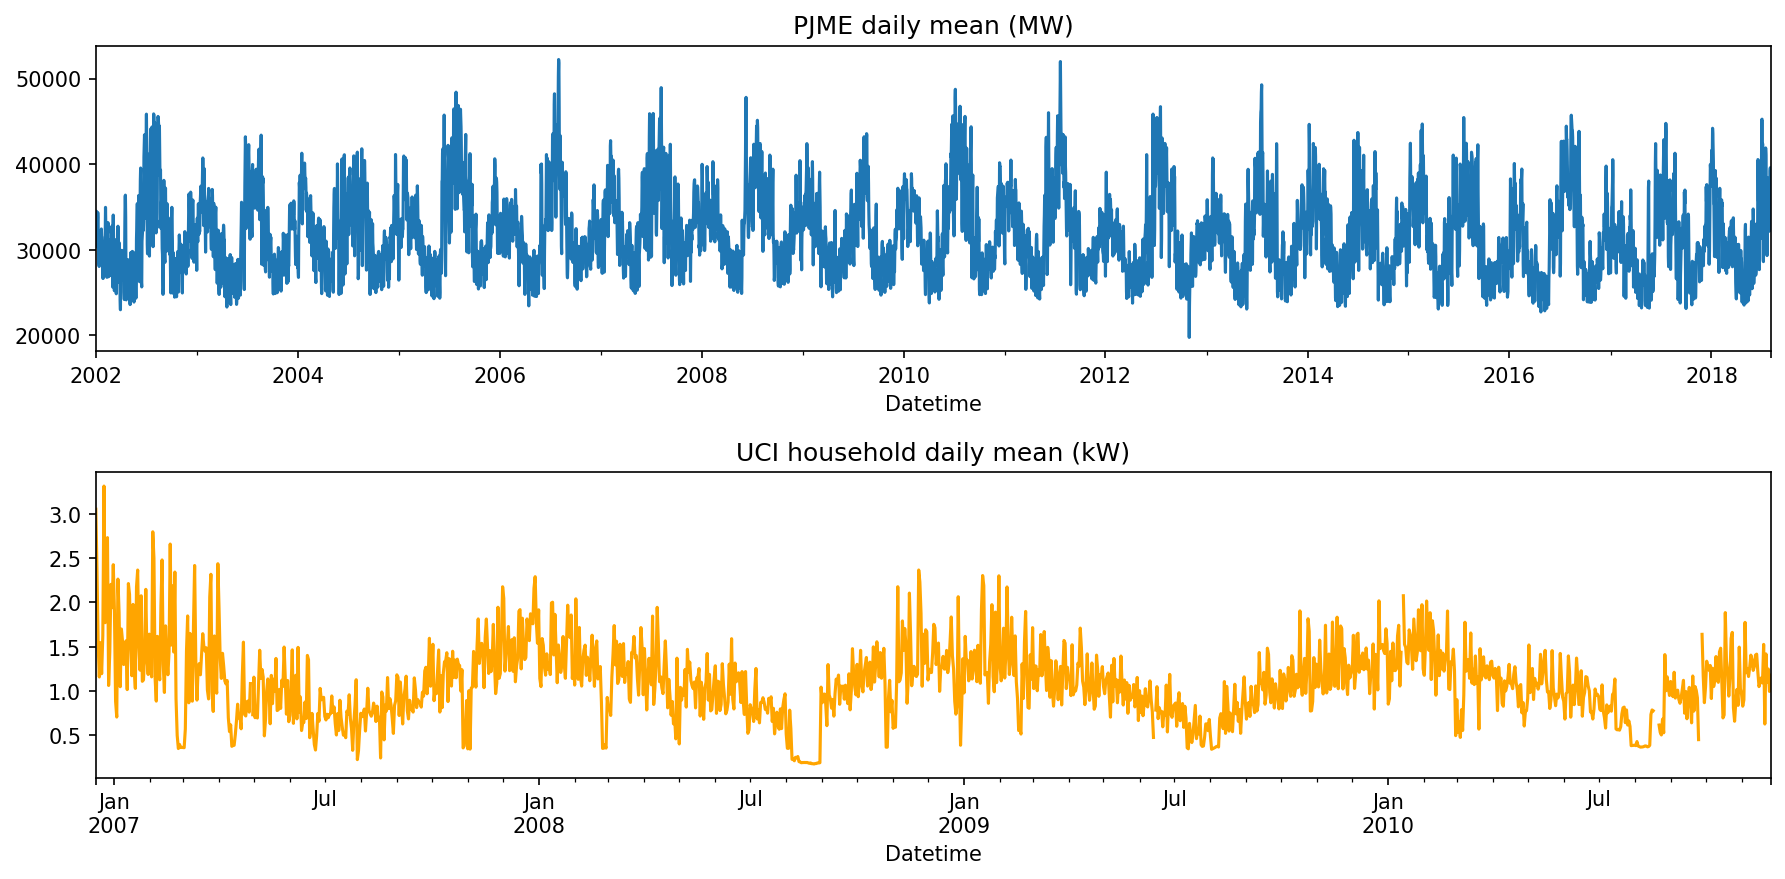 PJME daily mean (MW)
50000
40000
30000
20000
2002 2004 2006 2008 2010 2012 2014 2016 2018
Datetime
UCI household daily mean (kW)
3.0
2.5
2.0
1.5
1.0
0.5
Jan Jul Jan Jul Jan Jul Jan Jul
2007 2008 2009 2010
Datetime